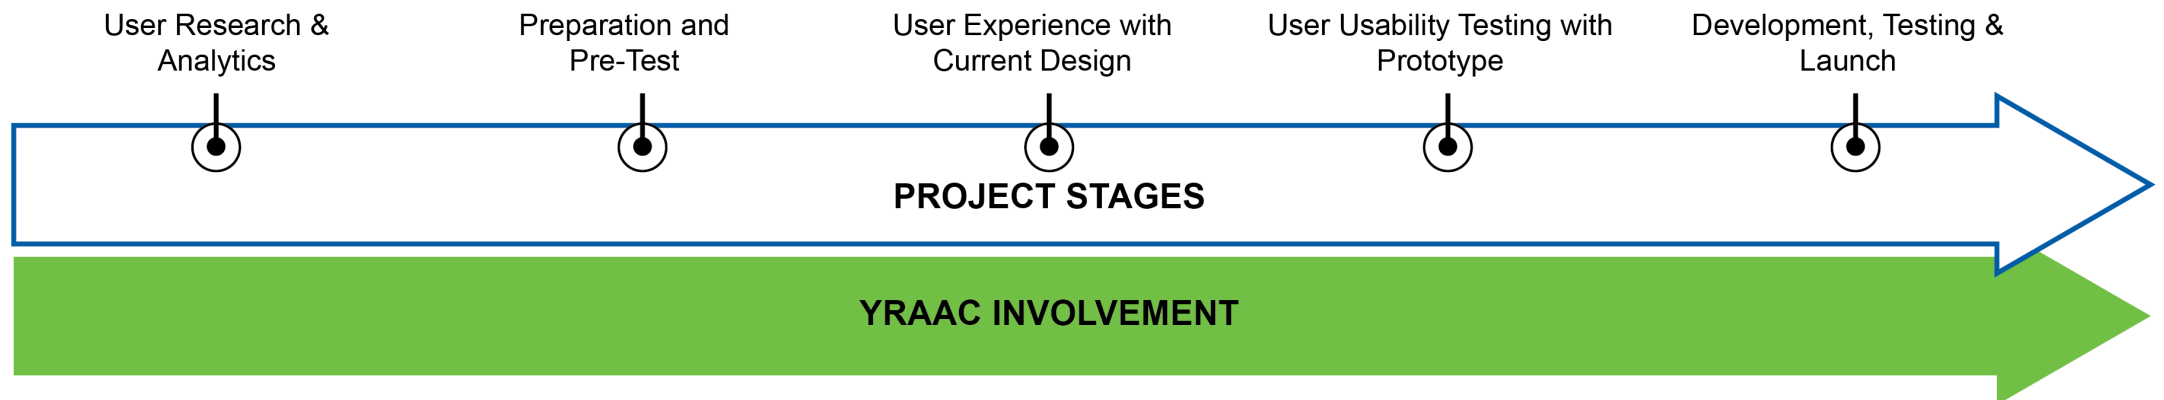 User Research &
Analytics
Preparation and
Pre-Test
User Experience with
Current Design
User Usability Testing with
Prototype
Development, Testing &
Launch
PROJECT STAGES
YRAAC INVOLVEMENT